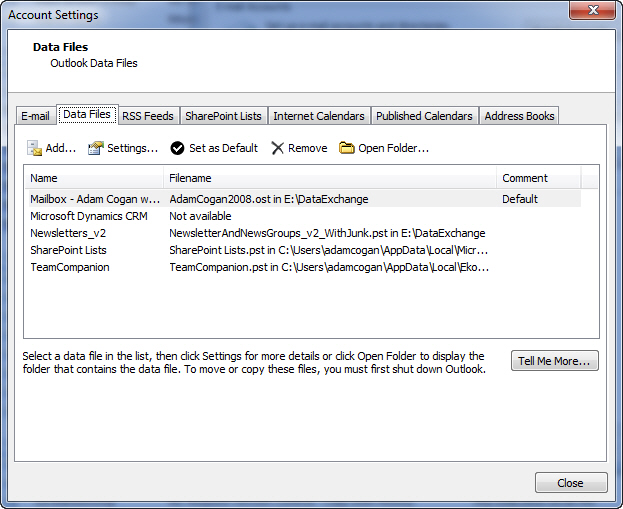 Account Settings
Data Files
Outlook Data Files
E-mail Data Files RSS Feeds SharePoint Lists Internet Calendars Published Calendars Address Books
Add... Settings... Set as Default Remove Open Folder...
Name Filename Comment
Mailbox - Adam Cogan w... AdamCogan2008.ost in E:\DataExchange Default
Microsoft Dynamics CRM Not available
Newsletters_v2 NewsletterAndNewsGroups_v2_WithJunk.pst in E:\DataExchange
SharePoint Lists SharePoint Lists.pst in C:\Users\adamcogan\AppData\Local\Micr...
TeamCompanion TeamCompanion.pst in C:\Users\adamcogan\AppData\Local\Eko...
Select a data file in the list, then click Settings for more details or click Open Folder to display the
folder that contains the data file. To move or copy these files, you must first shut down Outlook.
Tell Me More...
Close